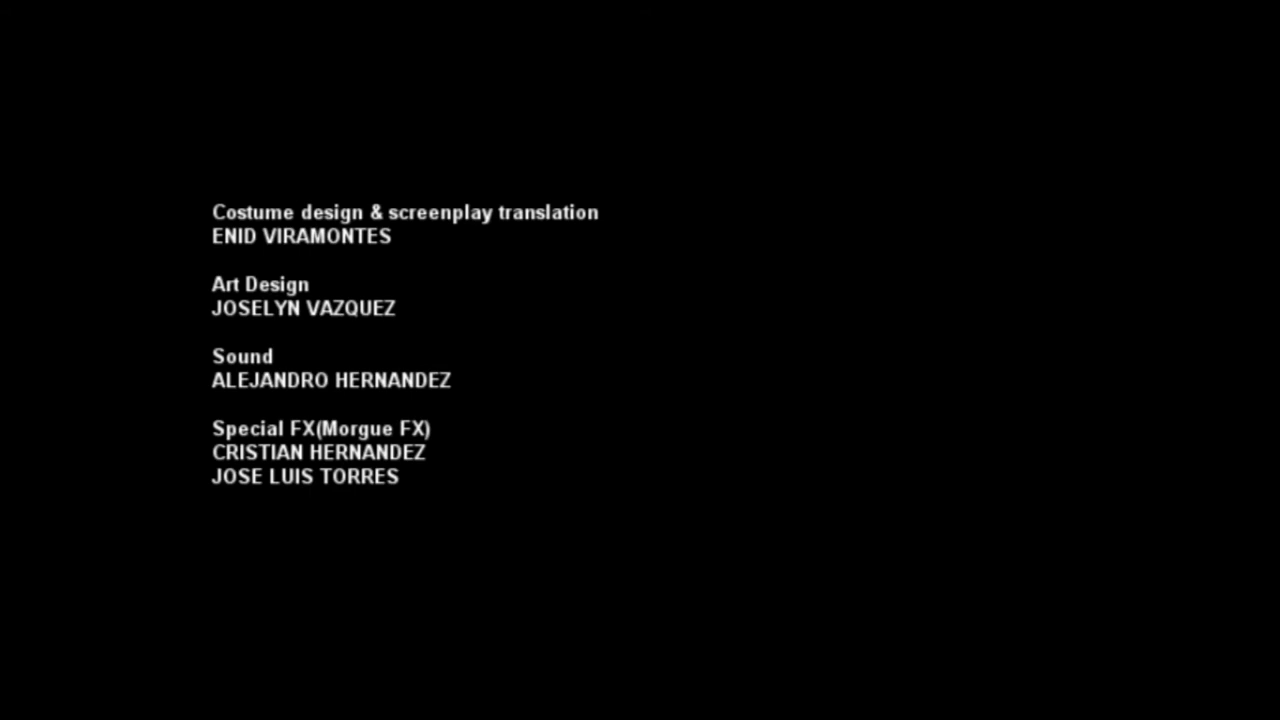 Costume design & screenplay translation
ENID VIRAMONTES
Art Design
JOSELYN VAZQUEZ
Sound
ALEJANDRO HERNANDEZ
Special FX(Morgue FX)
CRISTIAN HERNANDEZ
JOSE LUIS TORRES